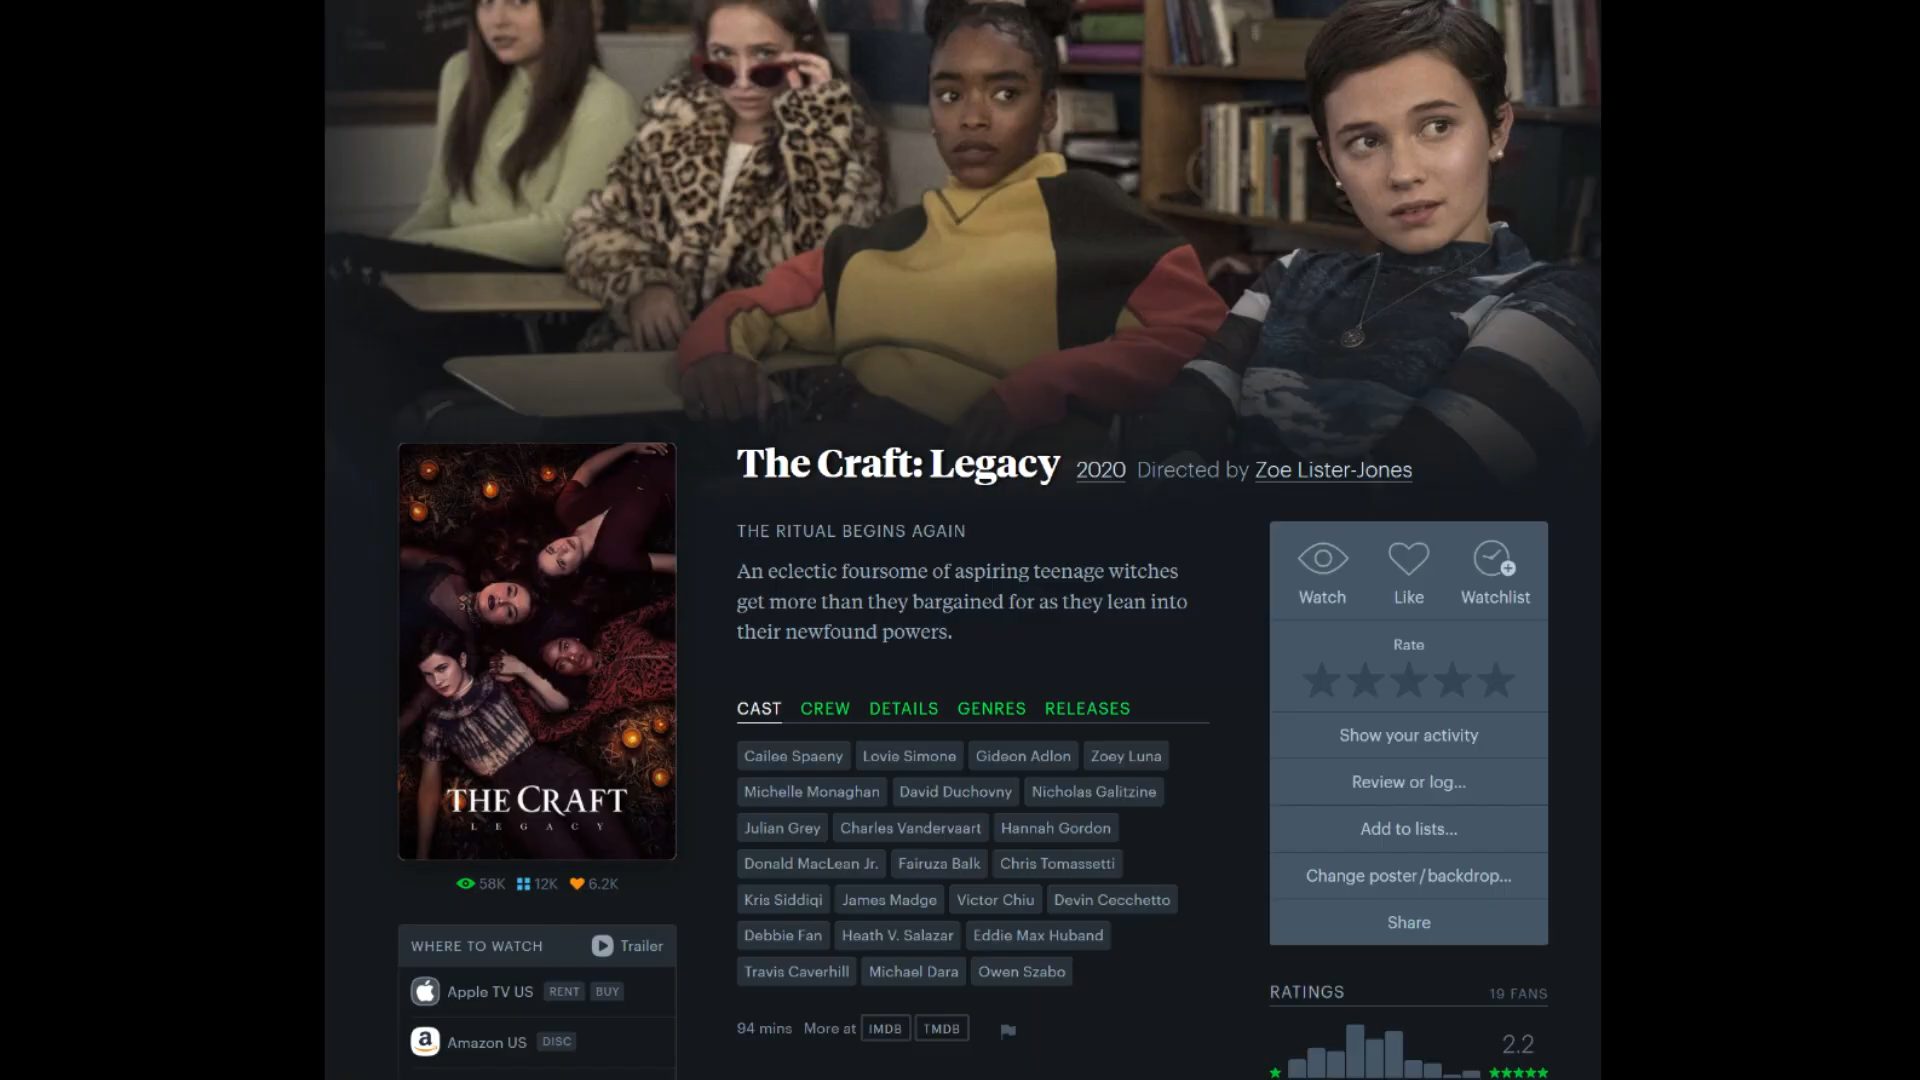 The Craft: Legacy 2020 Directed by Zoe Lister-Jones
THE RITUAL BEGINS AGAIN
An eclectic foursome of aspiring teenage witches
get more than they bargained for as they lean into
their newfound powers.
CAST CREW DETAILS GENRES RELEASES
Cailee Spaeny Lovie Simone Gideon Adlon Zoey Luna
Michelle Monaghan David Duchovny Nicholas Galitzine
Julian Grey Charles Vandervaart Hannah Gordon
Donald MacLean Jr. Fairuza Balk Chris Tomassetti
Kris Siddiqi James Madge Victor Chiu Devin Cecchetto
Debbie Fan Heath V. Salazar Eddie Max Huband
Travis Caverhill Michael Dara Owen Szabo
94 mins More at IMDB TMDB
THE CRAFT
LEGACY
58K 12K 6.2K
WHERE TO WATCH Trailer
Apple TV US RENT BUY
Amazon US DISC
Watch Like Watchlist
Rate
Show your activity
Review or log...
Add to lists...
Change poster/backdrop...
Share
RATINGS 19 FANS
2.2